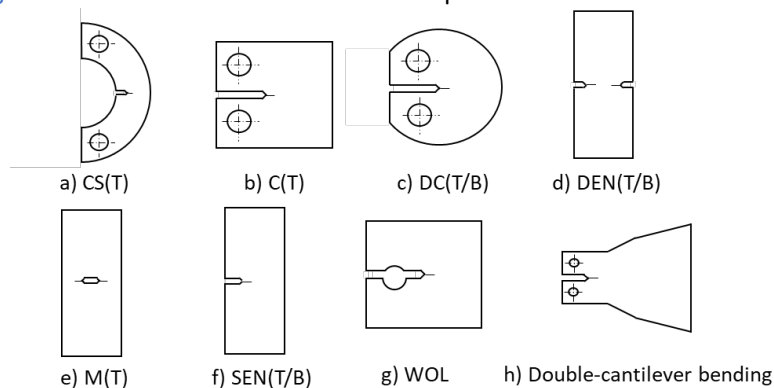 a) CS(T)
b) C(T)
c) DC(T/B)
d) DEN(T/B)
e) M(T)
f) SEN(T/B)
g) WOL
h) Double-cantilever bending